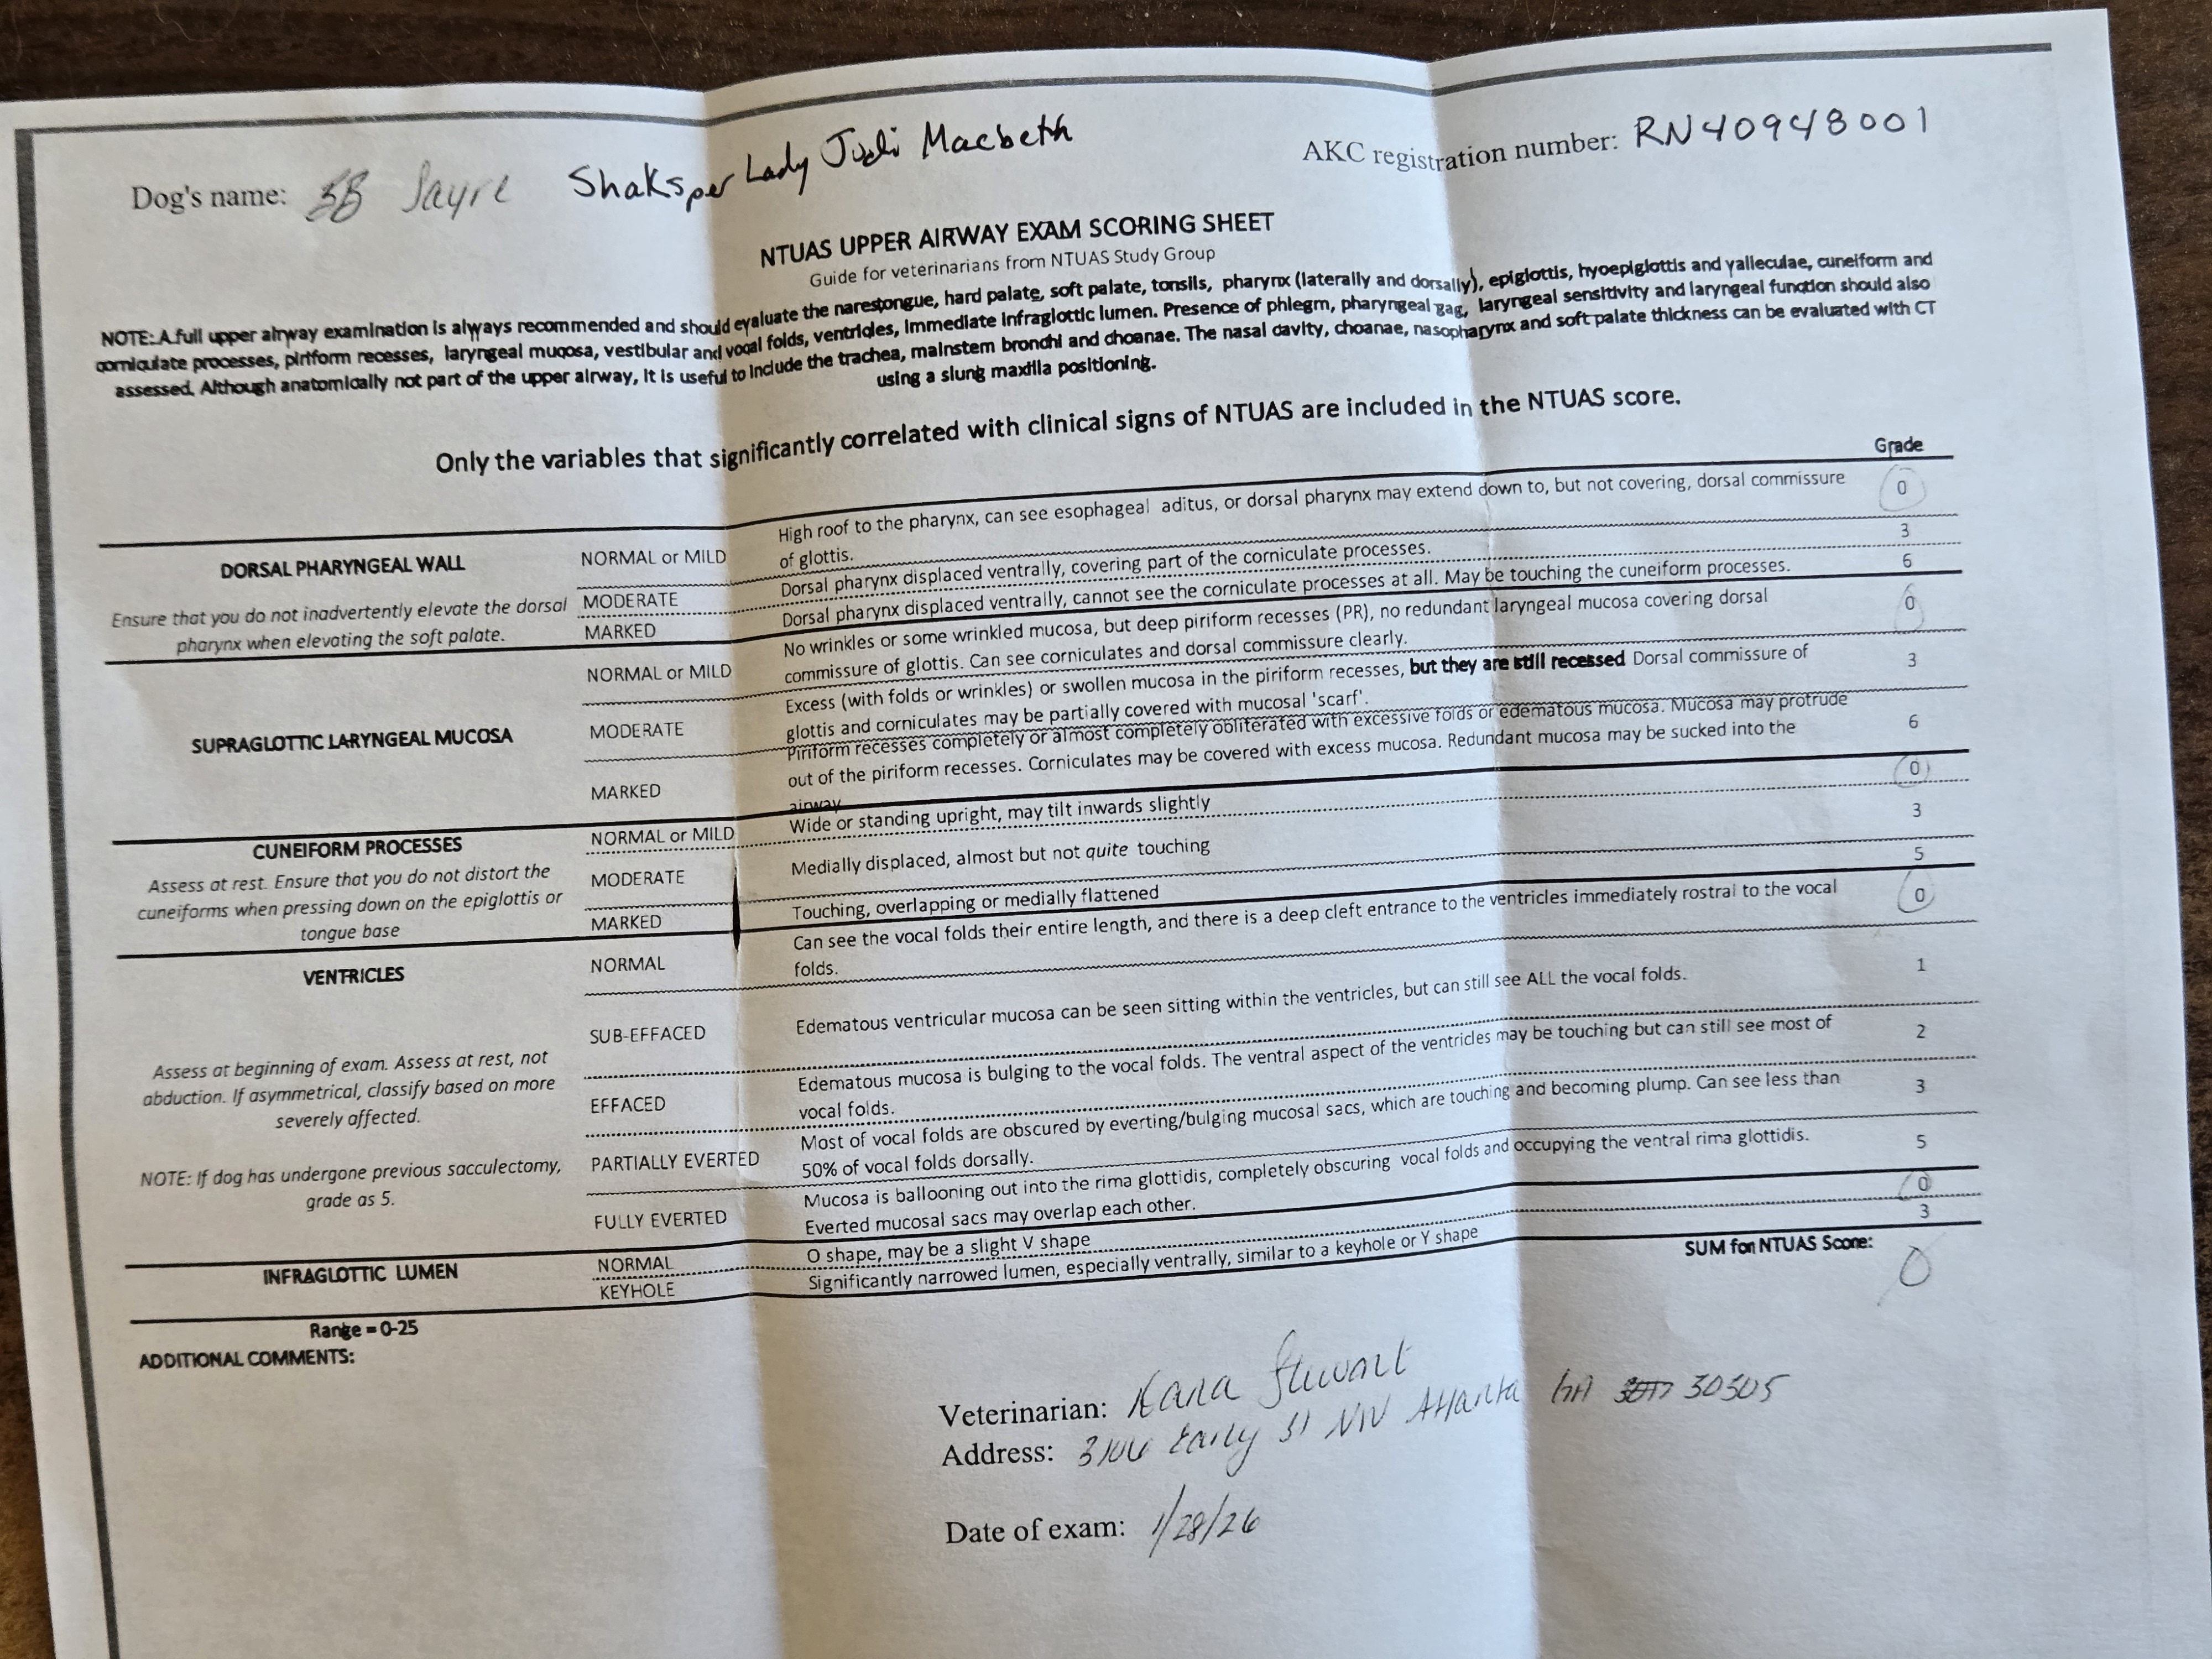 Dog's name: JB Sayre Shaksper Lady Judi Macbeth
AKC registration number: RN40948001
NTUAS UPPER AIRWAY EXAM SCORING SHEET
Guide for veterinarians from NTUAS Study Group
NOTE: A full upper airway examination is always recommended and should evaluate the nares tongue, hard palate, soft palate, tonsils, pharynx (laterally and dorsally), epiglottis, hyoepiglottis and valleculae, cuneiform and
corniculate processes, piriform recesses, laryngeal mucosa, vestibular and vocal folds, ventricles, immediate infraglottic lumen. Presence of phlegm, pharyngeal gag, laryngeal sensitivity and laryngeal function should also
assessed. Although anatomically not part of the upper airway, it is useful to include the trachea, mainstem bronchi and choanae. The nasal cavity, choanae, nasopharynx and soft palate thickness can be evaluated with CT
using a slung maxilla positioning.
Only the variables that significantly correlated with clinical signs of NTUAS are included in the NTUAS score.
Grade
DORSAL PHARYNGEAL WALL
Ensure that you do not inadvertently elevate the dorsal
pharynx when elevating the soft palate.
NORMAL or MILD
High roof to the pharynx, can see esophageal aditus, or dorsal pharynx may extend down to, but not covering, dorsal commissure
of glottis.
0
MODERATE
Dorsal pharynx displaced ventrally, covering part of the corniculate processes.
3
MARKED
Dorsal pharynx displaced ventrally, cannot see the corniculate processes at all. May be touching the cuneiform processes.
6
SUPRAGLOTTIC LARYNGEAL MUCOSA
NORMAL or MILD
No wrinkles or some wrinkled mucosa, but deep piriform recesses (PR), no redundant laryngeal mucosa covering dorsal
commissure of glottis. Can see corniculates and dorsal commissure clearly.
0
MODERATE
Excess (with folds or wrinkles) or swollen mucosa in the piriform recesses, but they are still recessed Dorsal commissure of
glottis and corniculates may be partially covered with mucosal 'scarf'.
3
MARKED
Piriform recesses completely or almost completely obliterated with excessive folds or edematous mucosa. Mucosa may protrude
out of the piriform recesses. Corniculates may be covered with excess mucosa. Redundant mucosa may be sucked into the
airway
6
CUNEIFORM PROCESSES
Assess at rest. Ensure that you do not distort the
cuneiforms when pressing down on the epiglottis or
tongue base
NORMAL or MILD
Wide or standing upright, may tilt inwards slightly
0
MODERATE
Medially displaced, almost but not quite touching
3
MARKED
Touching, overlapping or medially flattened
5
VENTRICLES
Assess at beginning of exam. Assess at rest, not
abduction. If asymmetrical, classify based on more
severely affected.
NOTE: If dog has undergone previous sacculectomy,
grade as 5.
NORMAL
Can see the vocal folds their entire length, and there is a deep cleft entrance to the ventricles immediately rostral to the vocal
folds.
0
SUB-EFFACED
Edematous ventricular mucosa can be seen sitting within the ventricles, but can still see ALL the vocal folds.
1
EFFACED
Edematous mucosa is bulging to the vocal folds. The ventral aspect of the ventricles may be touching but can still see most of
vocal folds.
2
PARTIALLY EVERTED
Most of vocal folds are obscured by everting/bulging mucosal sacs, which are touching and becoming plump. Can see less than
50% of vocal folds dorsally.
3
FULLY EVERTED
Mucosa is ballooning out into the rima glottidis, completely obscuring vocal folds and occupying the ventral rima glottidis.
Everted mucosal sacs may overlap each other.
5
INFRAGLOTTIC LUMEN
NORMAL
O shape, may be a slight V shape
0
KEYHOLE
Significantly narrowed lumen, especially ventrally, similar to a keyhole or Y shape
3
Range = 0-25
SUM for NTUAS Score:
0
ADDITIONAL COMMENTS:
Veterinarian: Kara Stewart
Address: Early St NW Atlanta GA 30305
Date of exam: 1/28/26